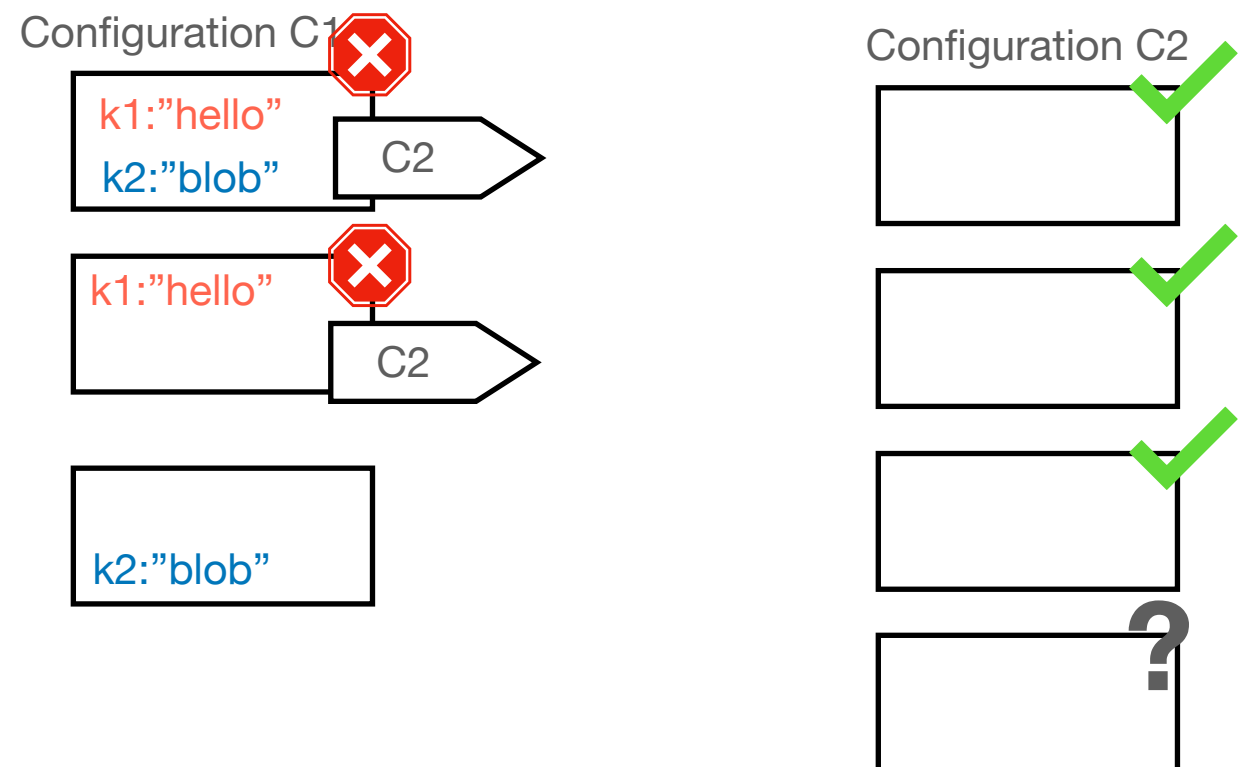 Configuration C1
k1:”hello”
k2:”blob”
C2
k1:”hello”
C2
k2:”blob”
Configuration C2
?